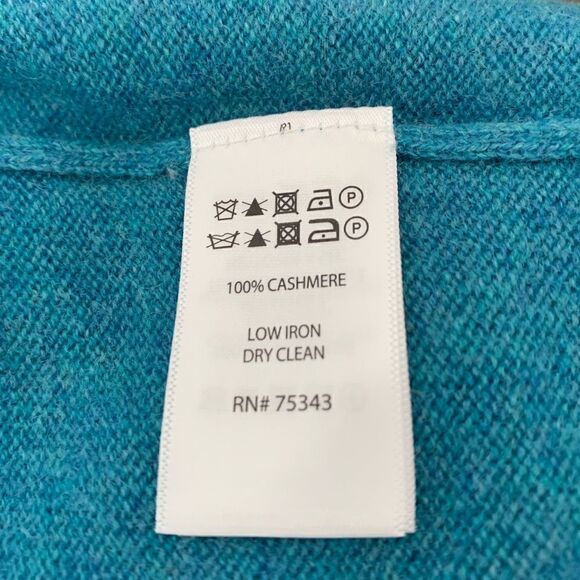 P
P
100% CASHMERE
LOW IRON
DRY CLEAN
RN# 75343